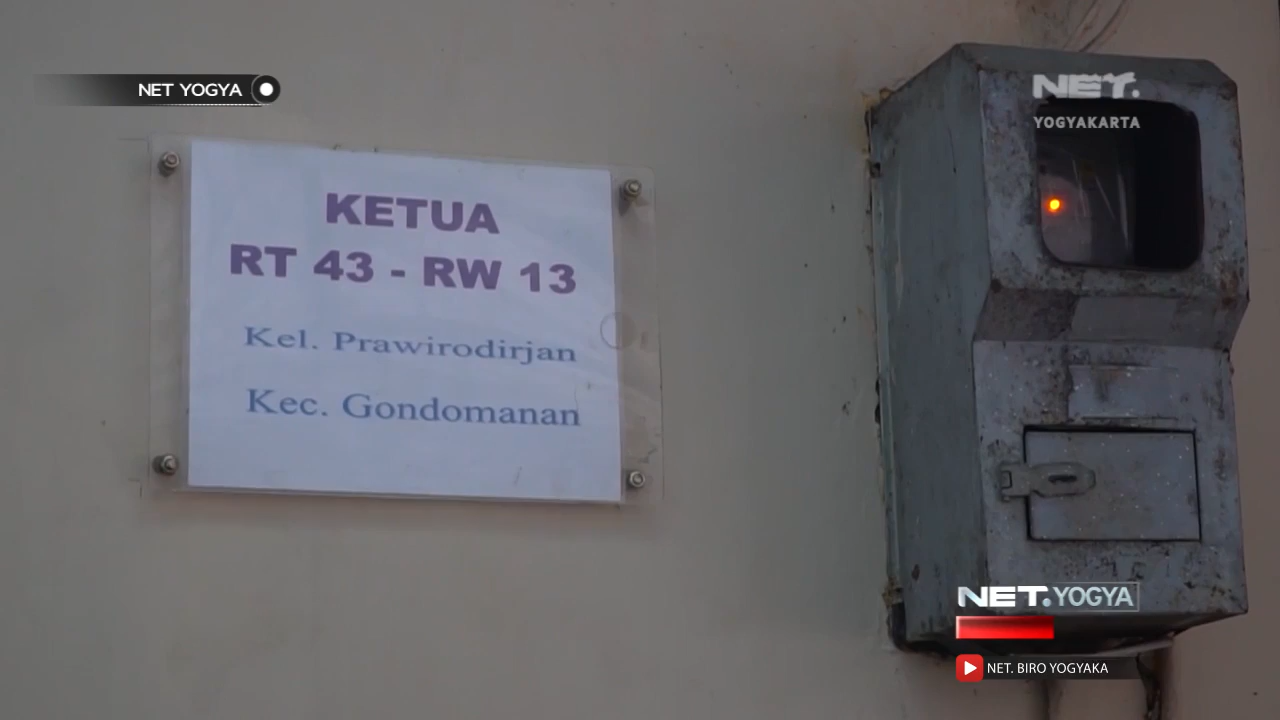 NET YOGYA
NET.
YOGYAKARTA
KETUA
RT 43 - RW 13
Kel. Prawirodirjan
Kec. Gondomanan
NET.YOGYA
NET. BIRO YOGYAKA